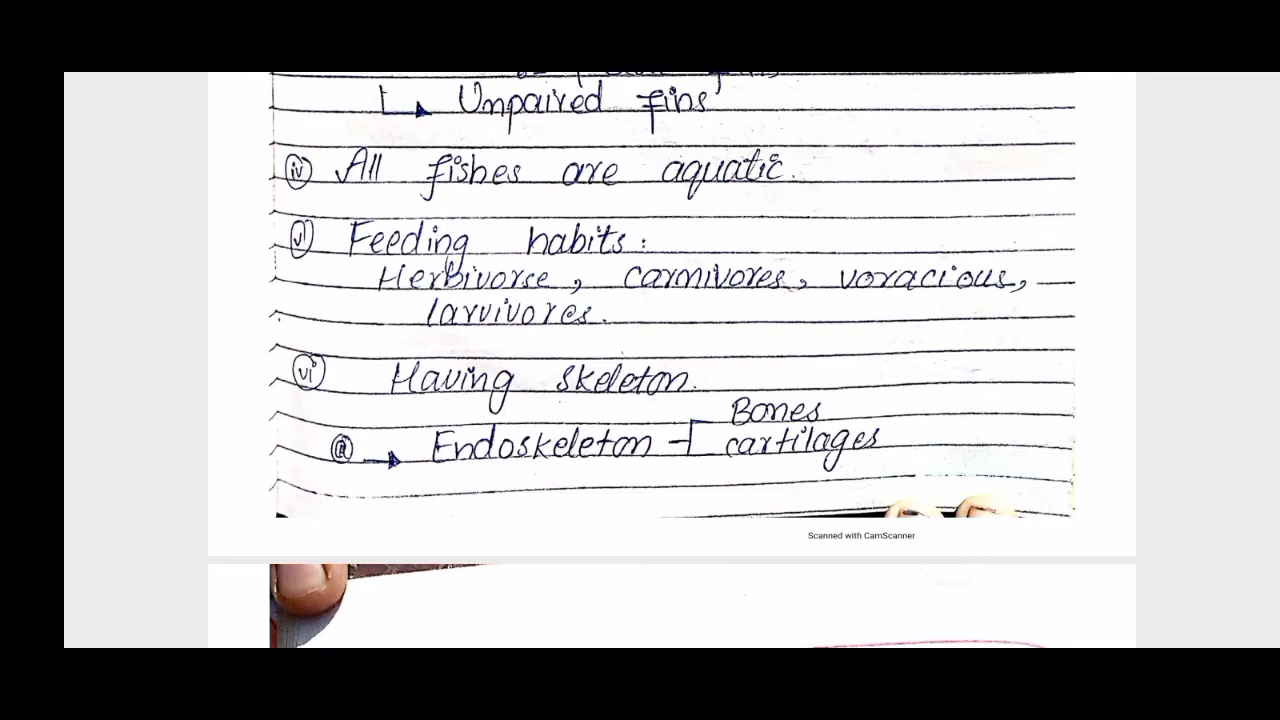 ↳ Unpaired fins
(iv) All fishes are aquatic.
(v) Feeding habits:
Herbivorse, carnivores, voracious,
larvivores.
(vi) Having skeleton.
(a) → Endoskeleton - [ Bones
cartilages
Scanned with CamScanner